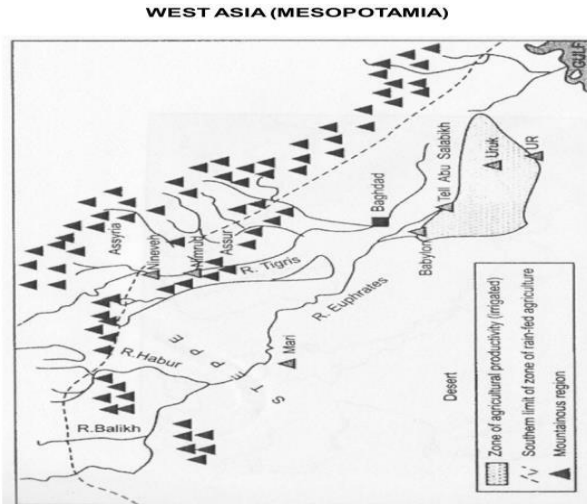 WEST ASIA (MESOPOTAMIA)
GULF
Assyria
Nineveh
Nimrud
Assur
R. Tigris
Baghdad
R.Habur
R.Balikh
STEPPE
Mari
R. Euphrates
Babylon
Tell Abu Salabikh
Uruk
UR
Desert
Zone of agricultural productivity (irrigated)
Southern limit of zone of rain-fed agriculture
Mountainous region